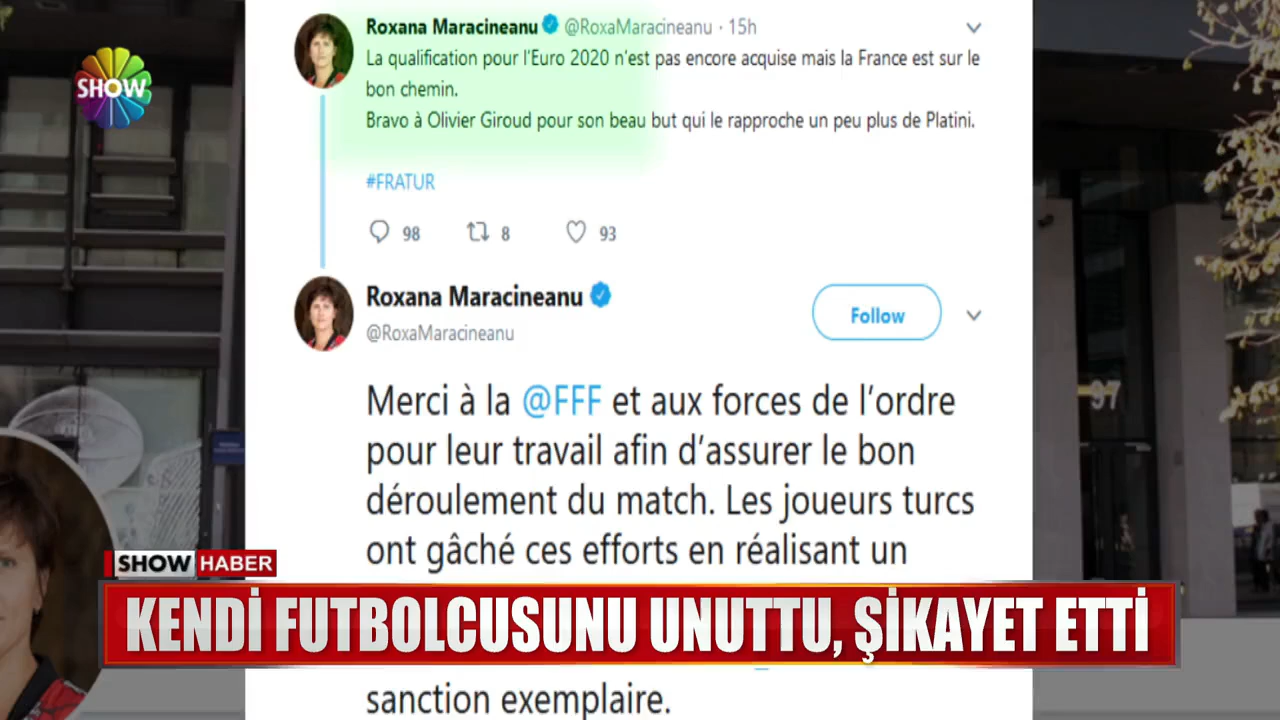 Roxana Maracineanu @RoxaMaracineanu · 15h
La qualification pour l'Euro 2020 n'est pas encore acquise mais la France est sur le
bon chemin.
Bravo à Olivier Giroud pour son beau but qui le rapproche un peu plus de Platini.
SHOW
#FRATUR
98 8 93
Roxana Maracineanu
@RoxaMaracineanu
Follow
Merci à la @FFF et aux forces de l'ordre
97
pour leur travail afin d'assurer le bon
déroulement du match. Les joueurs turcs
ont gâché ces efforts en réalisant un
SHOW HABER
KENDİ FUTBOLCUSUNU UNUTTU, ŞİKAYET ETTİ
sanction exemplaire.